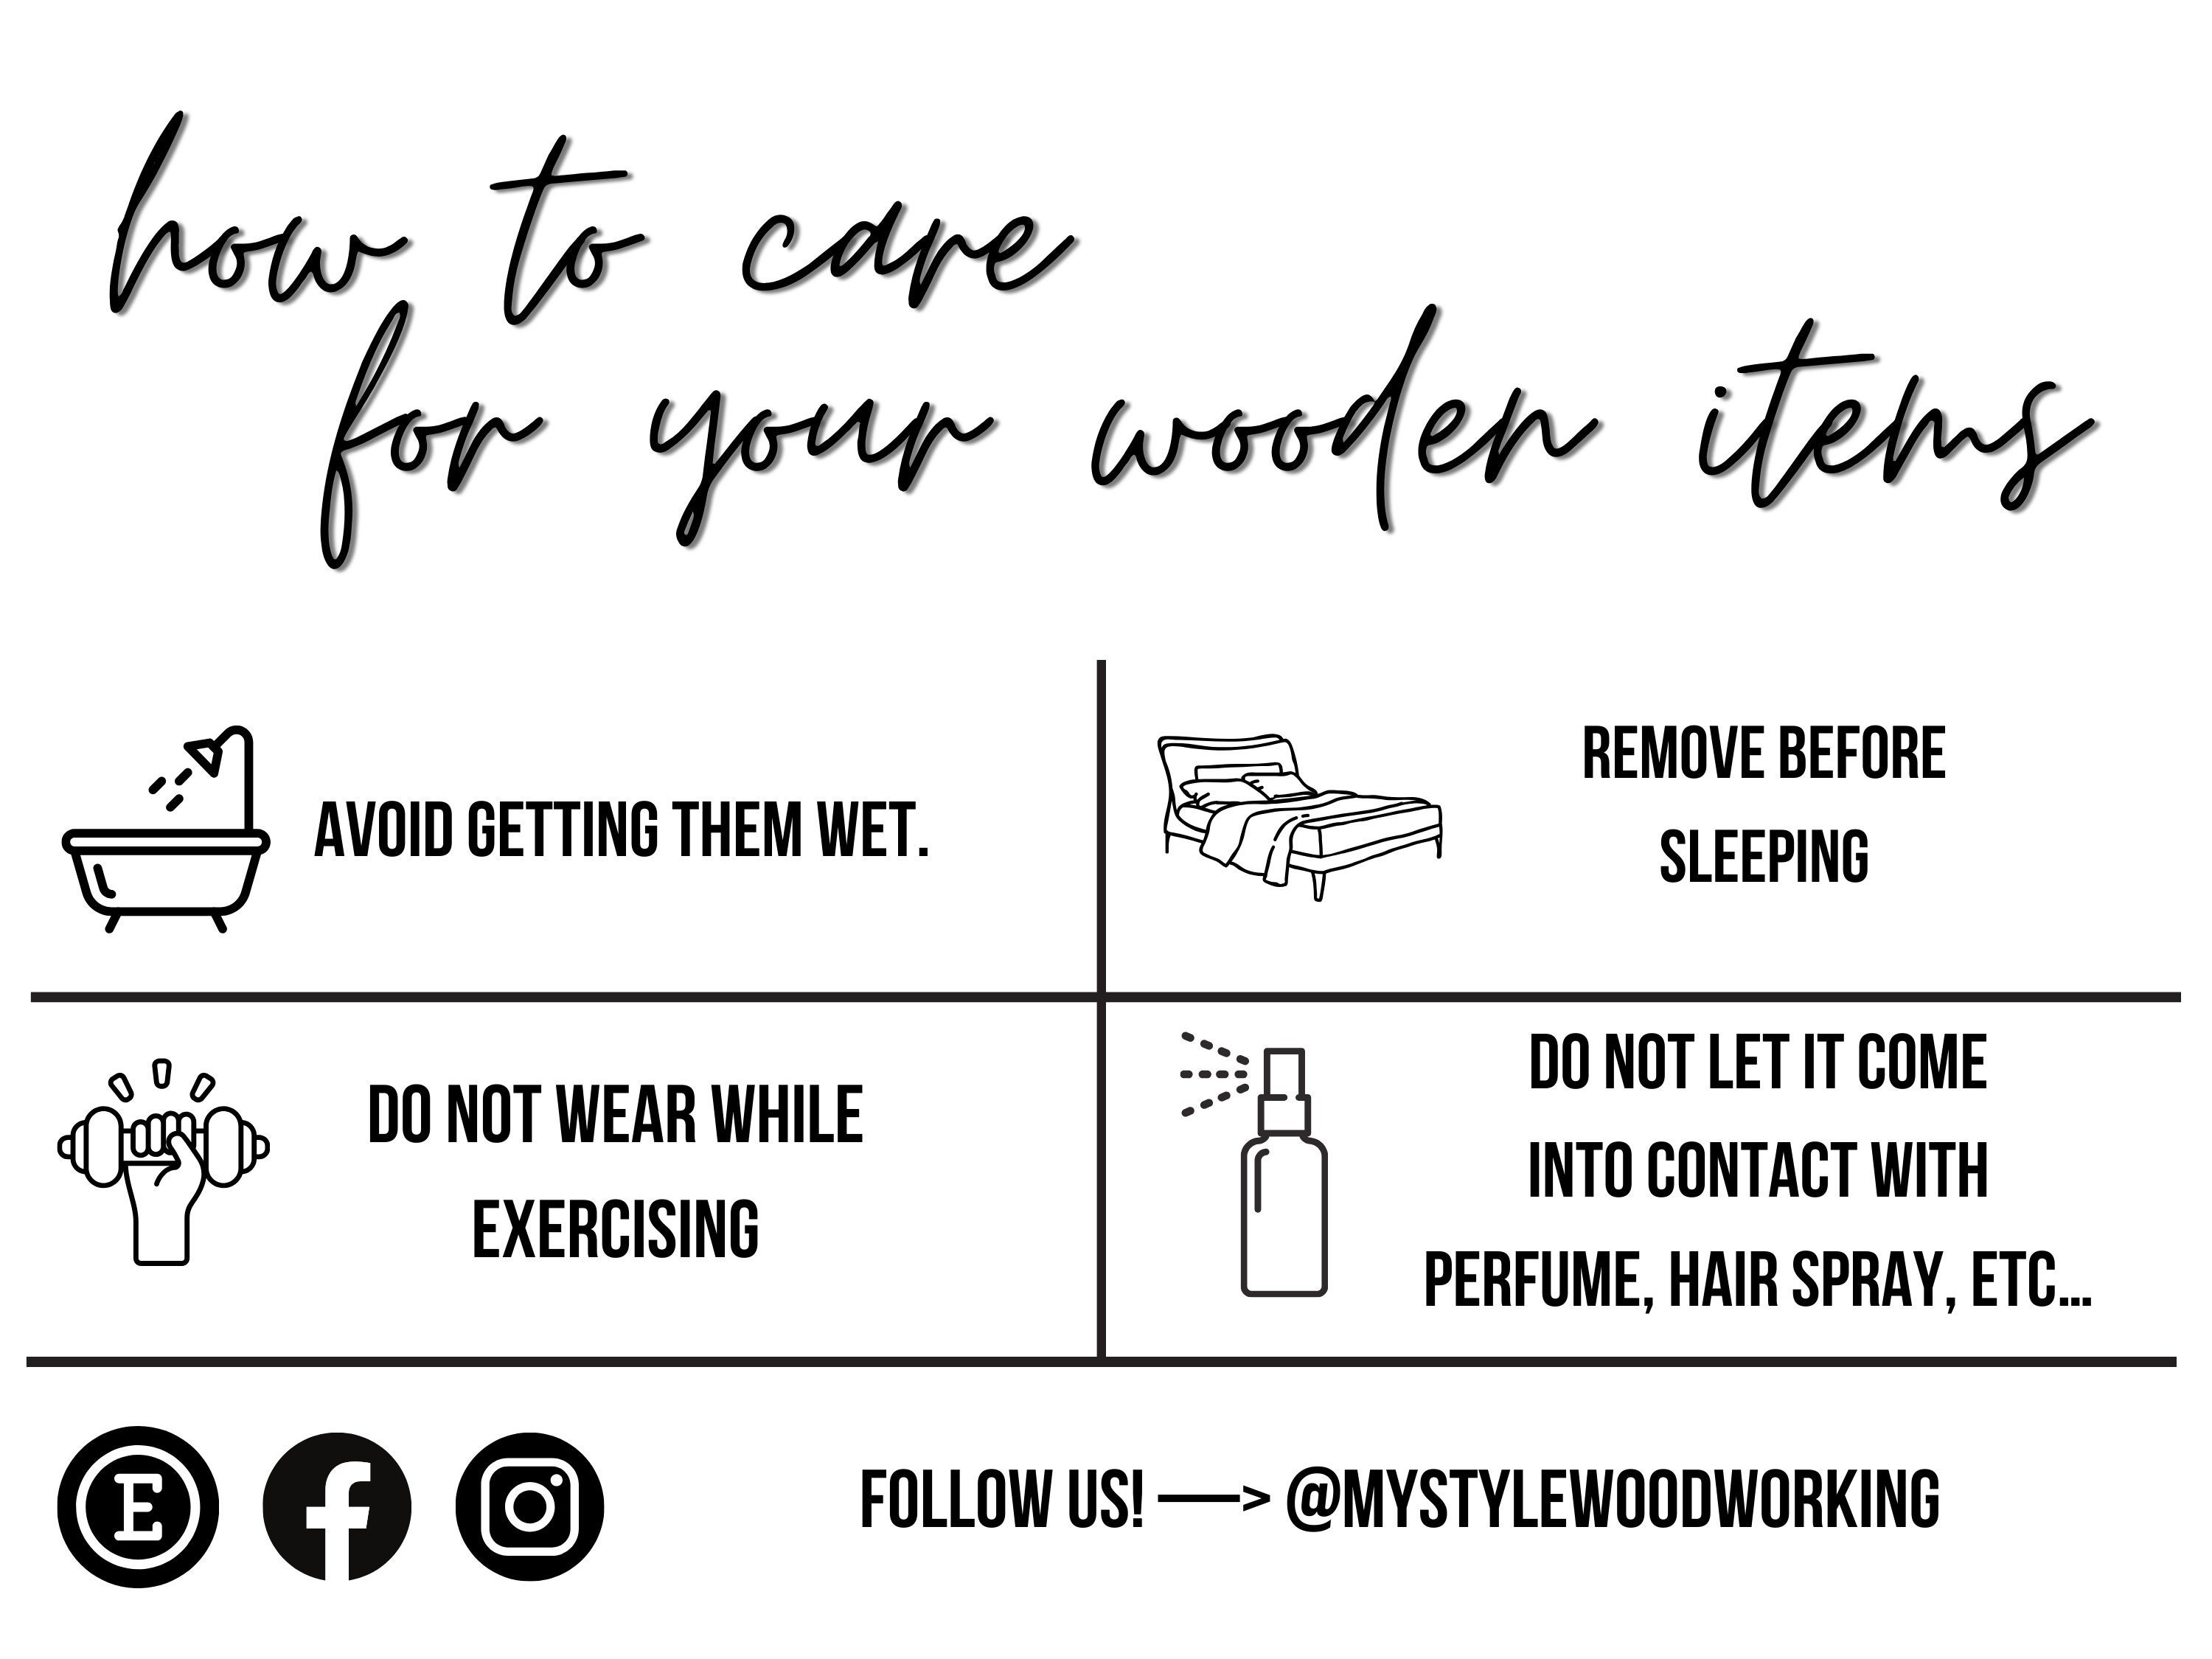 how to care
for your wooden items
AVOID GETTING THEM WET.
REMOVE BEFORE
SLEEPING
DO NOT WEAR WHILE
EXERCISING
DO NOT LET IT COME
INTO CONTACT WITH
PERFUME, HAIR SPRAY, ETC...
E
f
FOLLOW US! ——> @MYSTYLEWOODWORKING